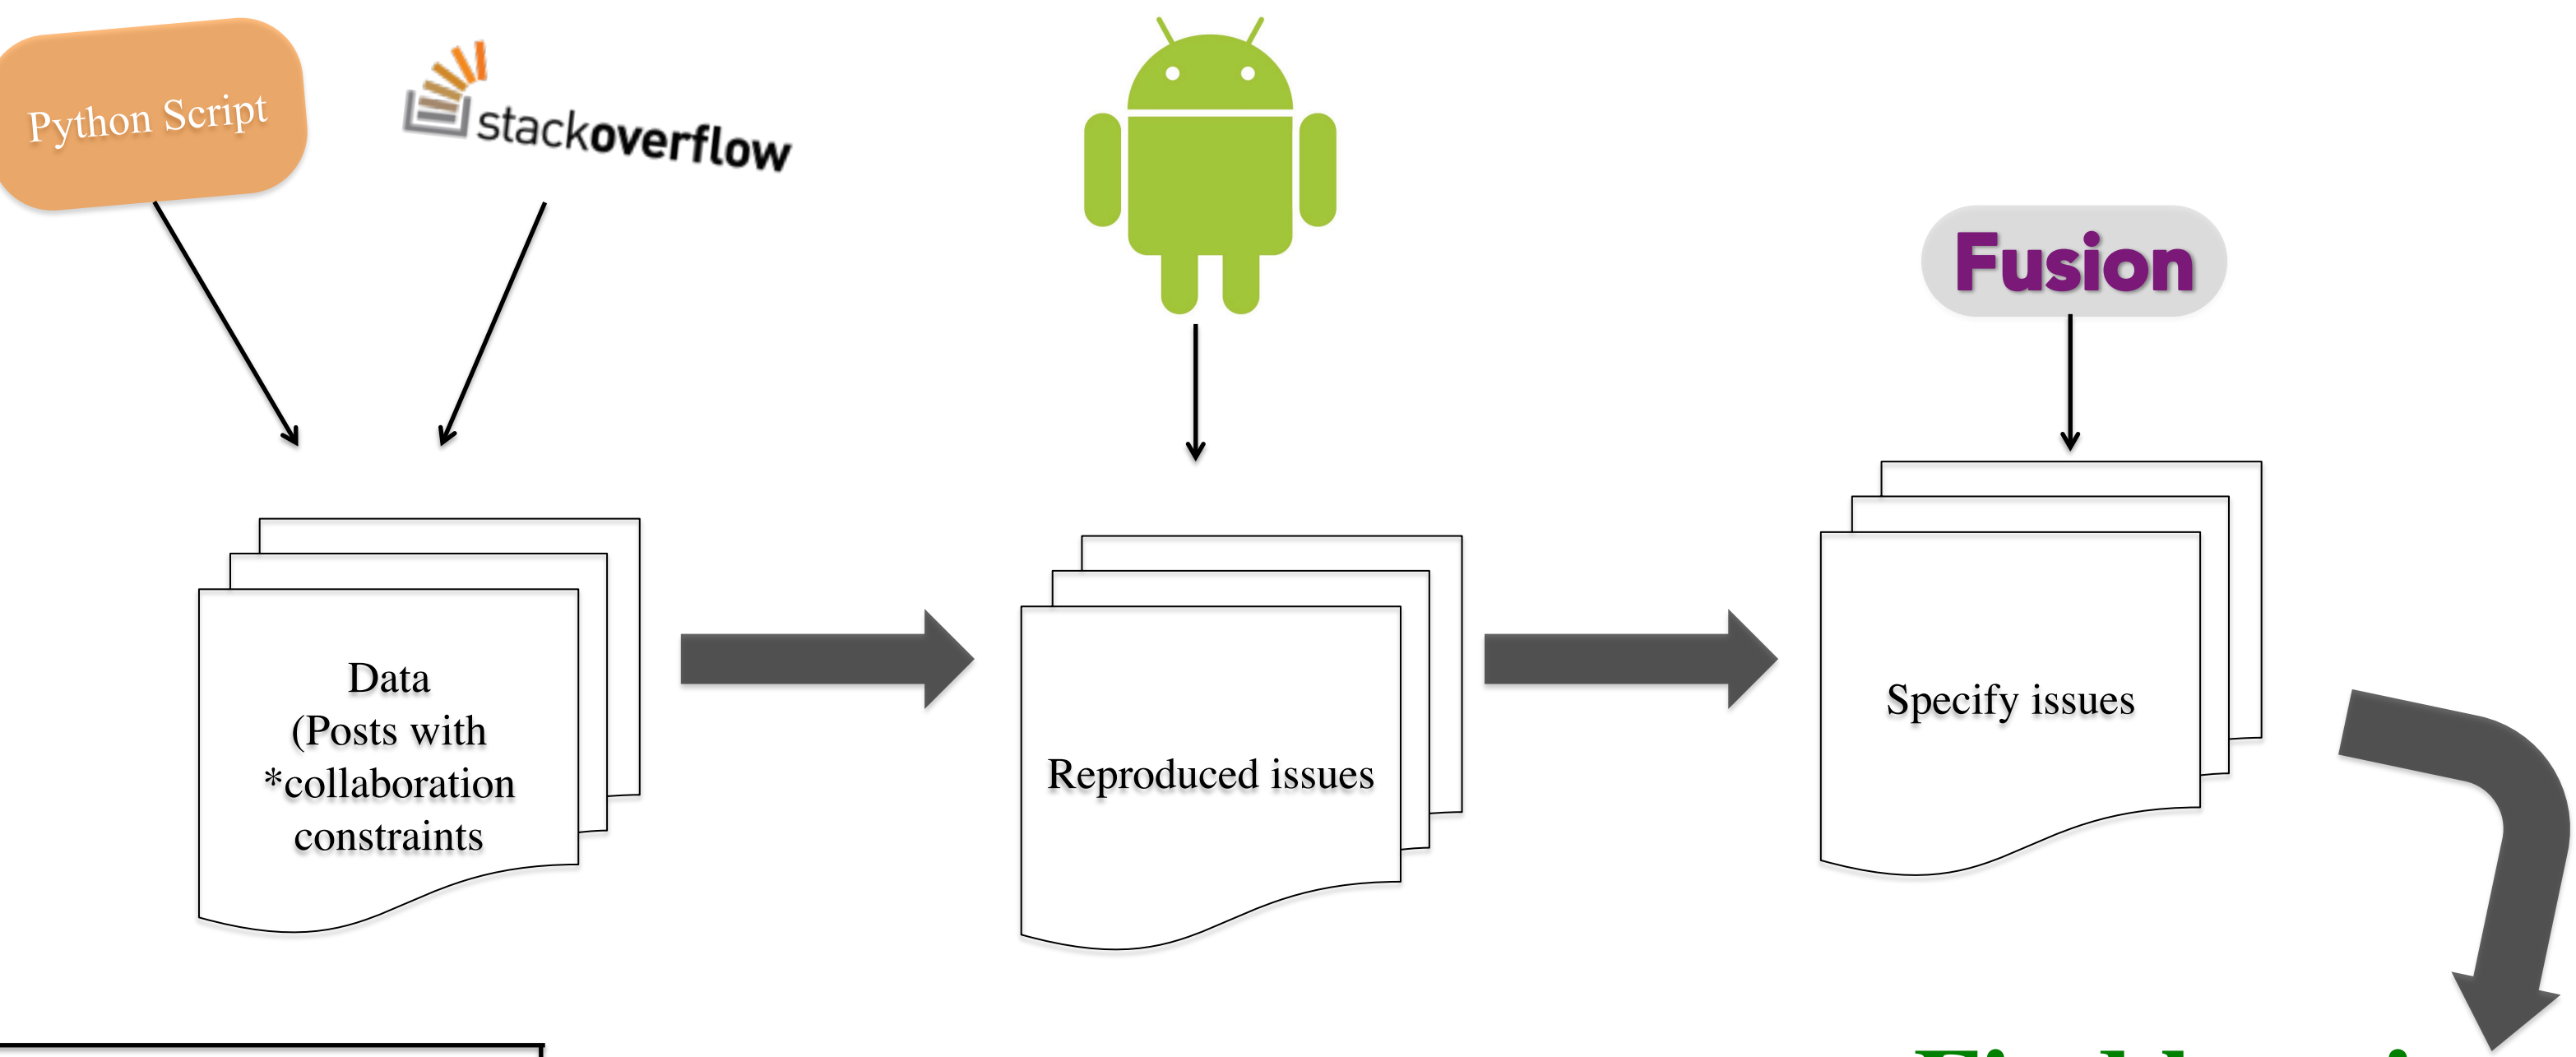 Python Script
stackoverflow
Fusion
Data
(Posts with
*collaboration
constraints
Reproduced issues
Specify issues